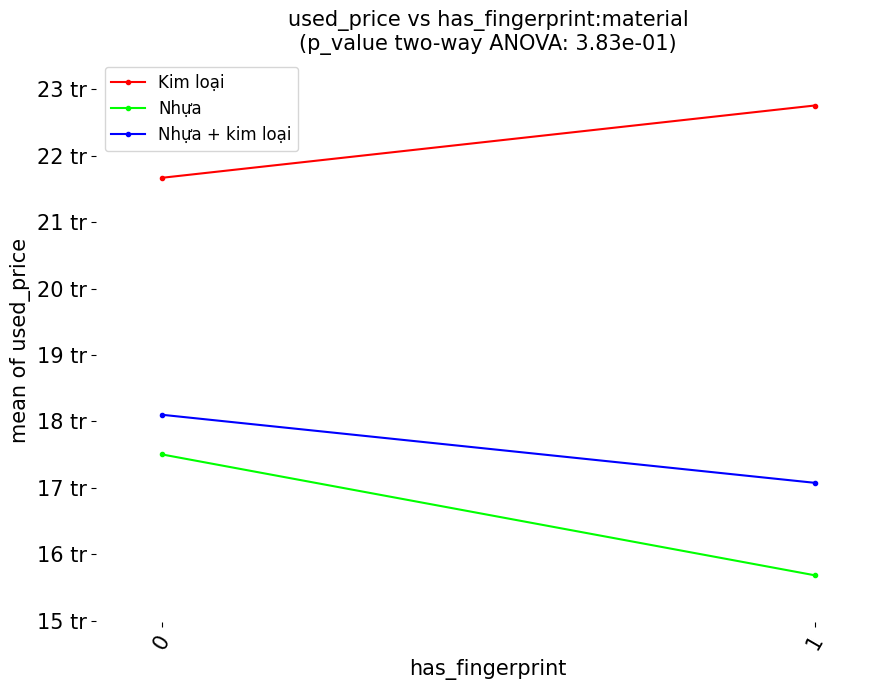 used_price vs has_fingerprint:material
(p_value two-way ANOVA: 3.83e-01)
Kim loại
Nhựa
Nhựa + kim loại
23 tr
22 tr
21 tr
20 tr
19 tr
18 tr
17 tr
16 tr
15 tr
mean of used_price
0
1
has_fingerprint